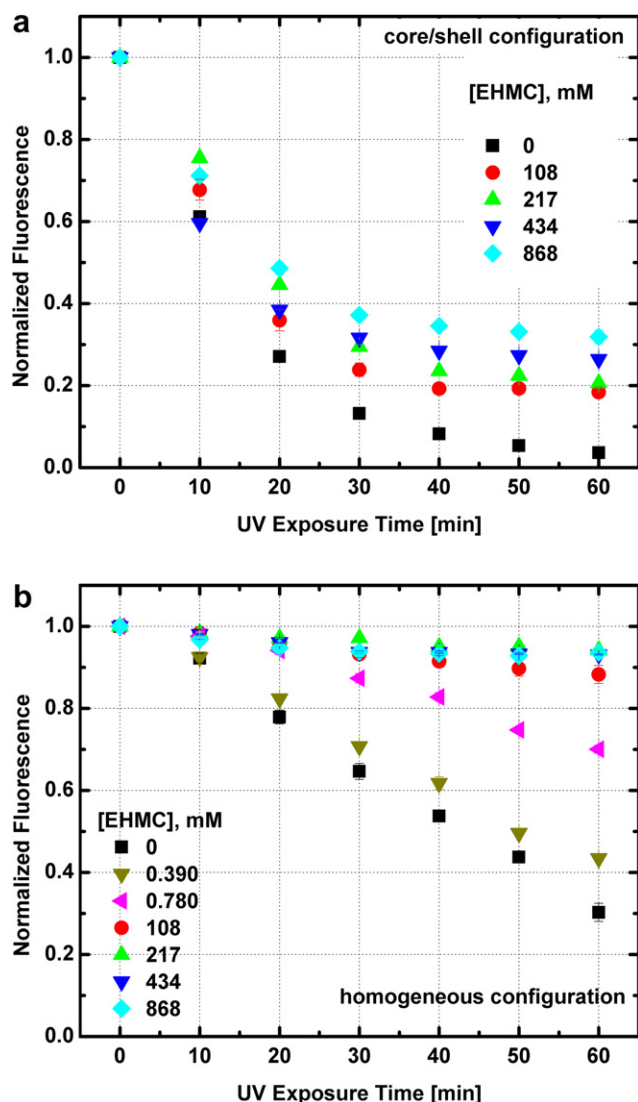 a
core/shell configuration
[EHMC], mM
0
108
217
434
868
Normalized Fluorescence
1.0
0.8
0.6
0.4
0.2
0.0
0 10 20 30 40 50 60
UV Exposure Time [min]
b
Normalized Fluorescence
1.0
0.8
0.6
0.4
0.2
0.0
[EHMC], mM
0
0.390
0.780
108
217
434
868
homogeneous configuration
0 10 20 30 40 50 60
UV Exposure Time [min]